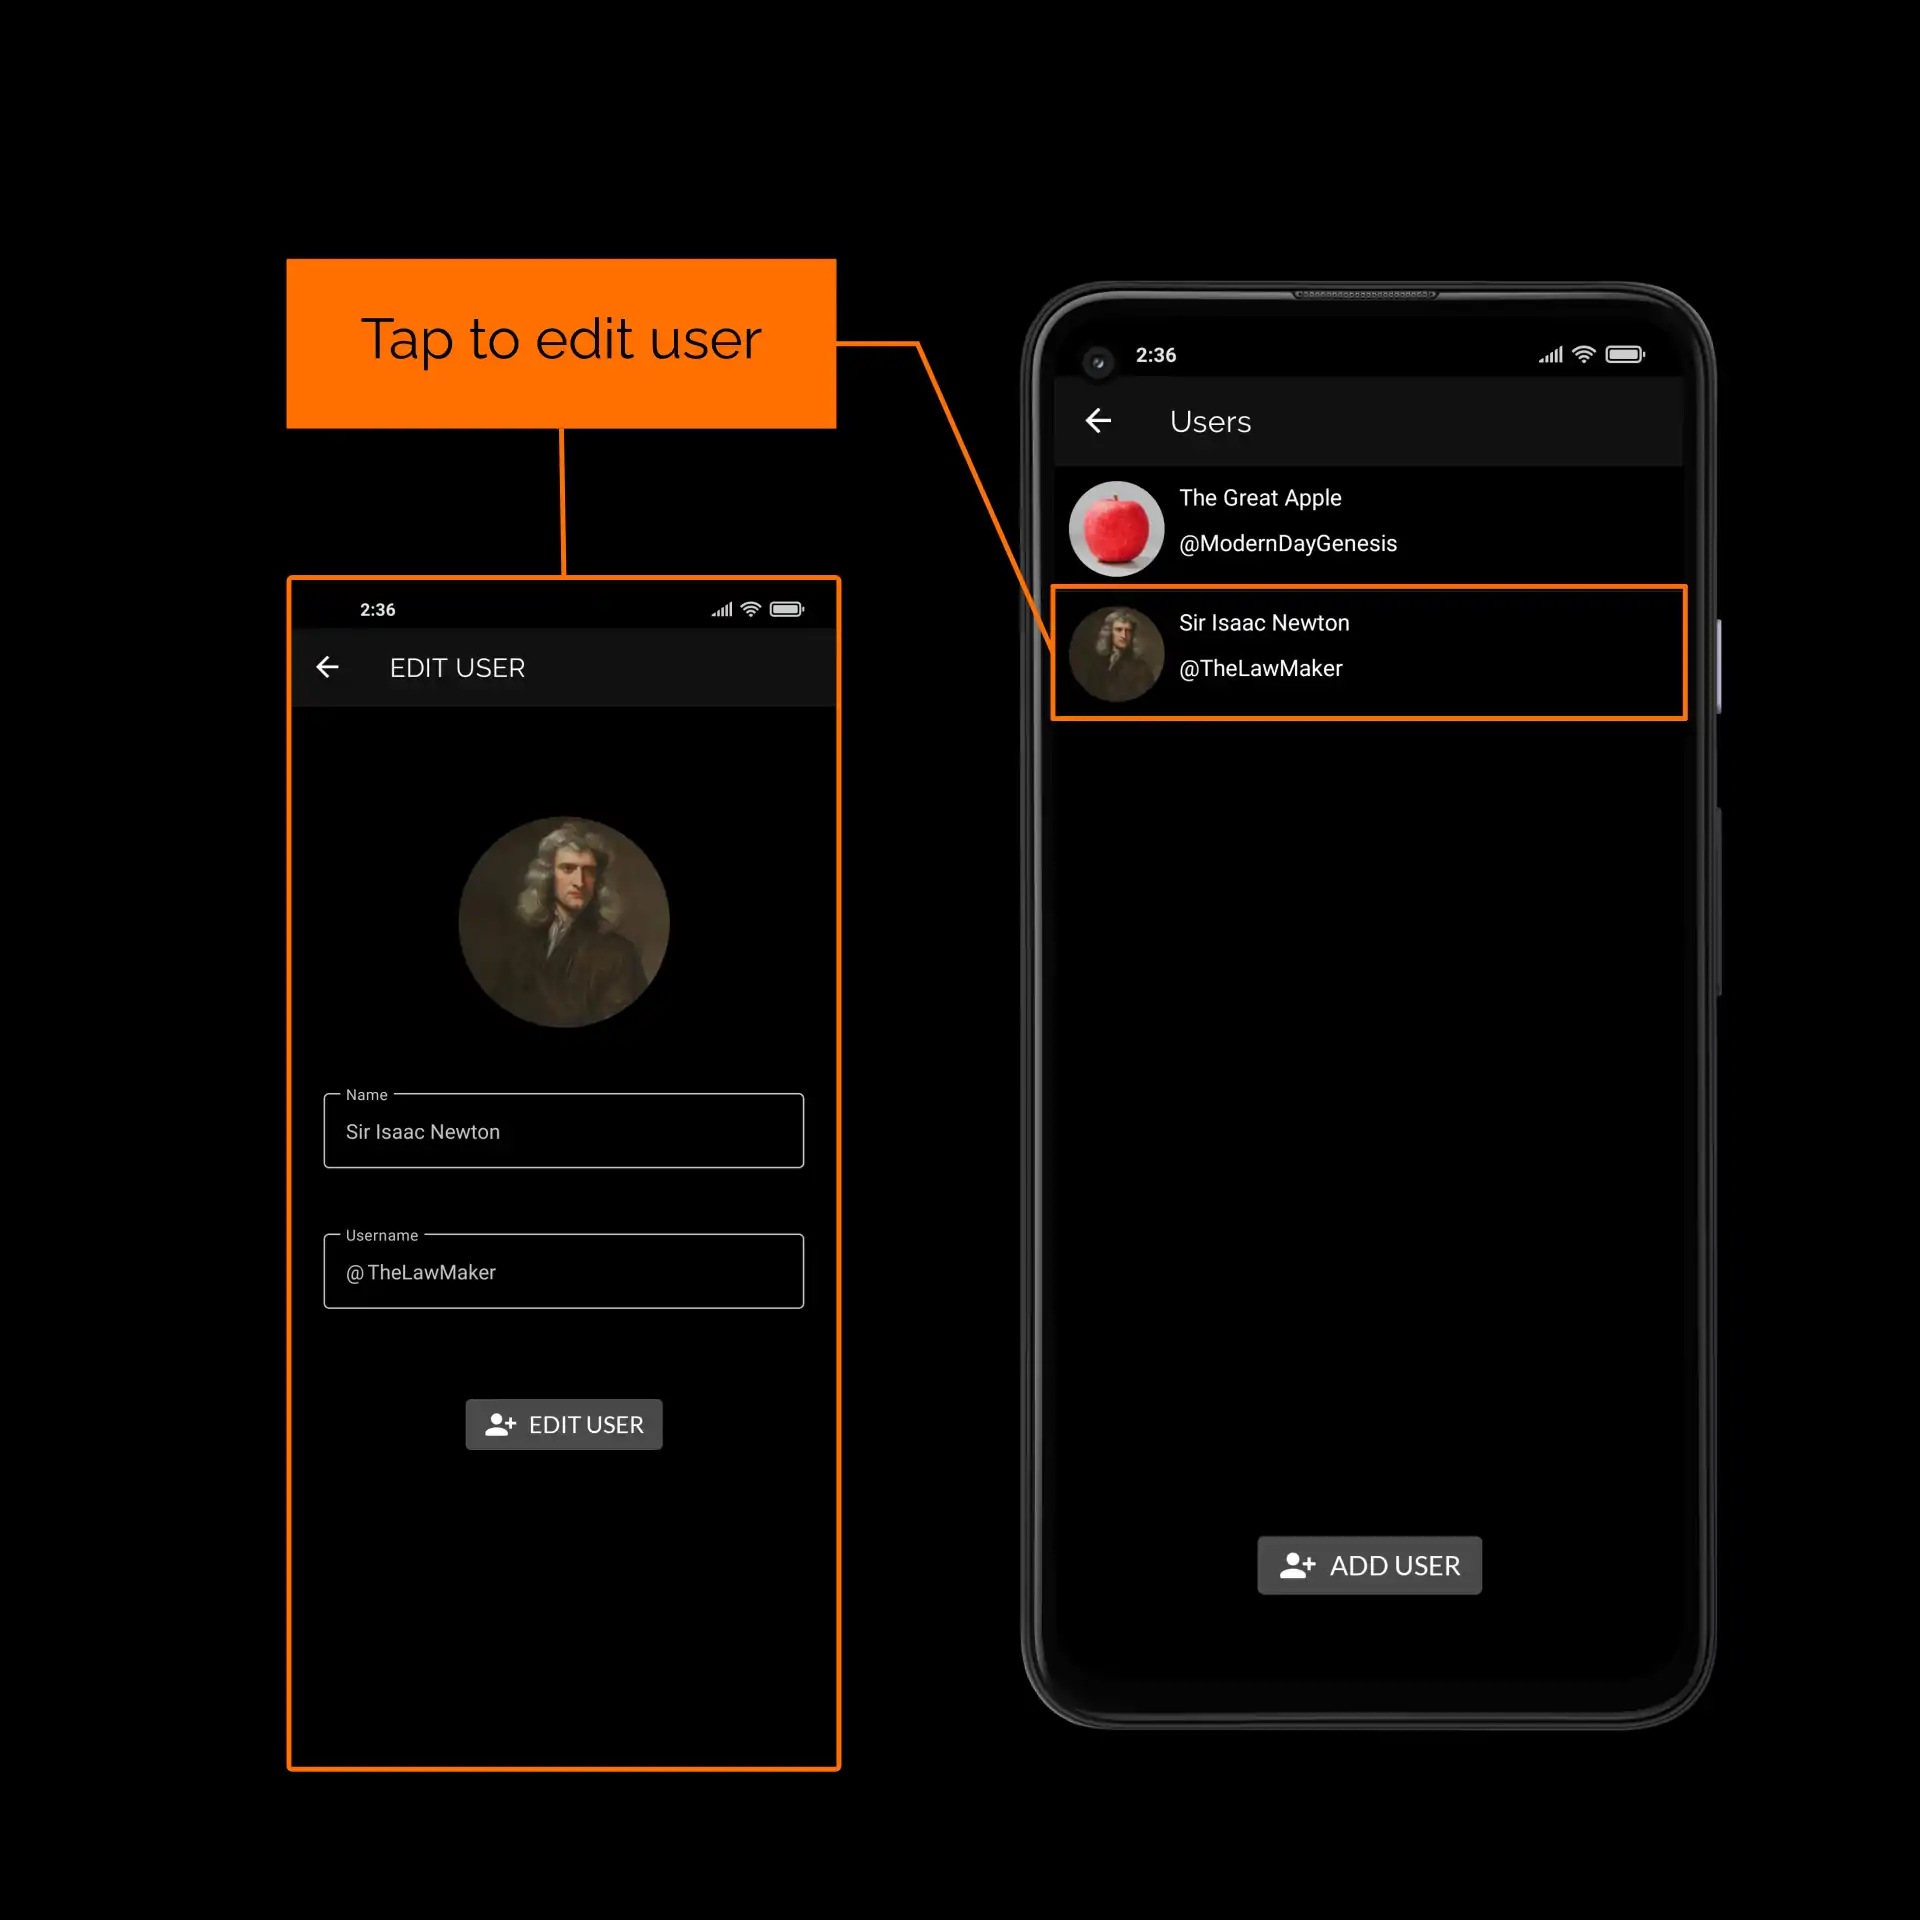 Tap to edit user
2:36
EDIT USER
Name
Sir Isaac Newton
Username
@TheLawMaker
EDIT USER
2:36
Users
The Great Apple
@ModernDayGenesis
Sir Isaac Newton
@TheLawMaker
ADD USER